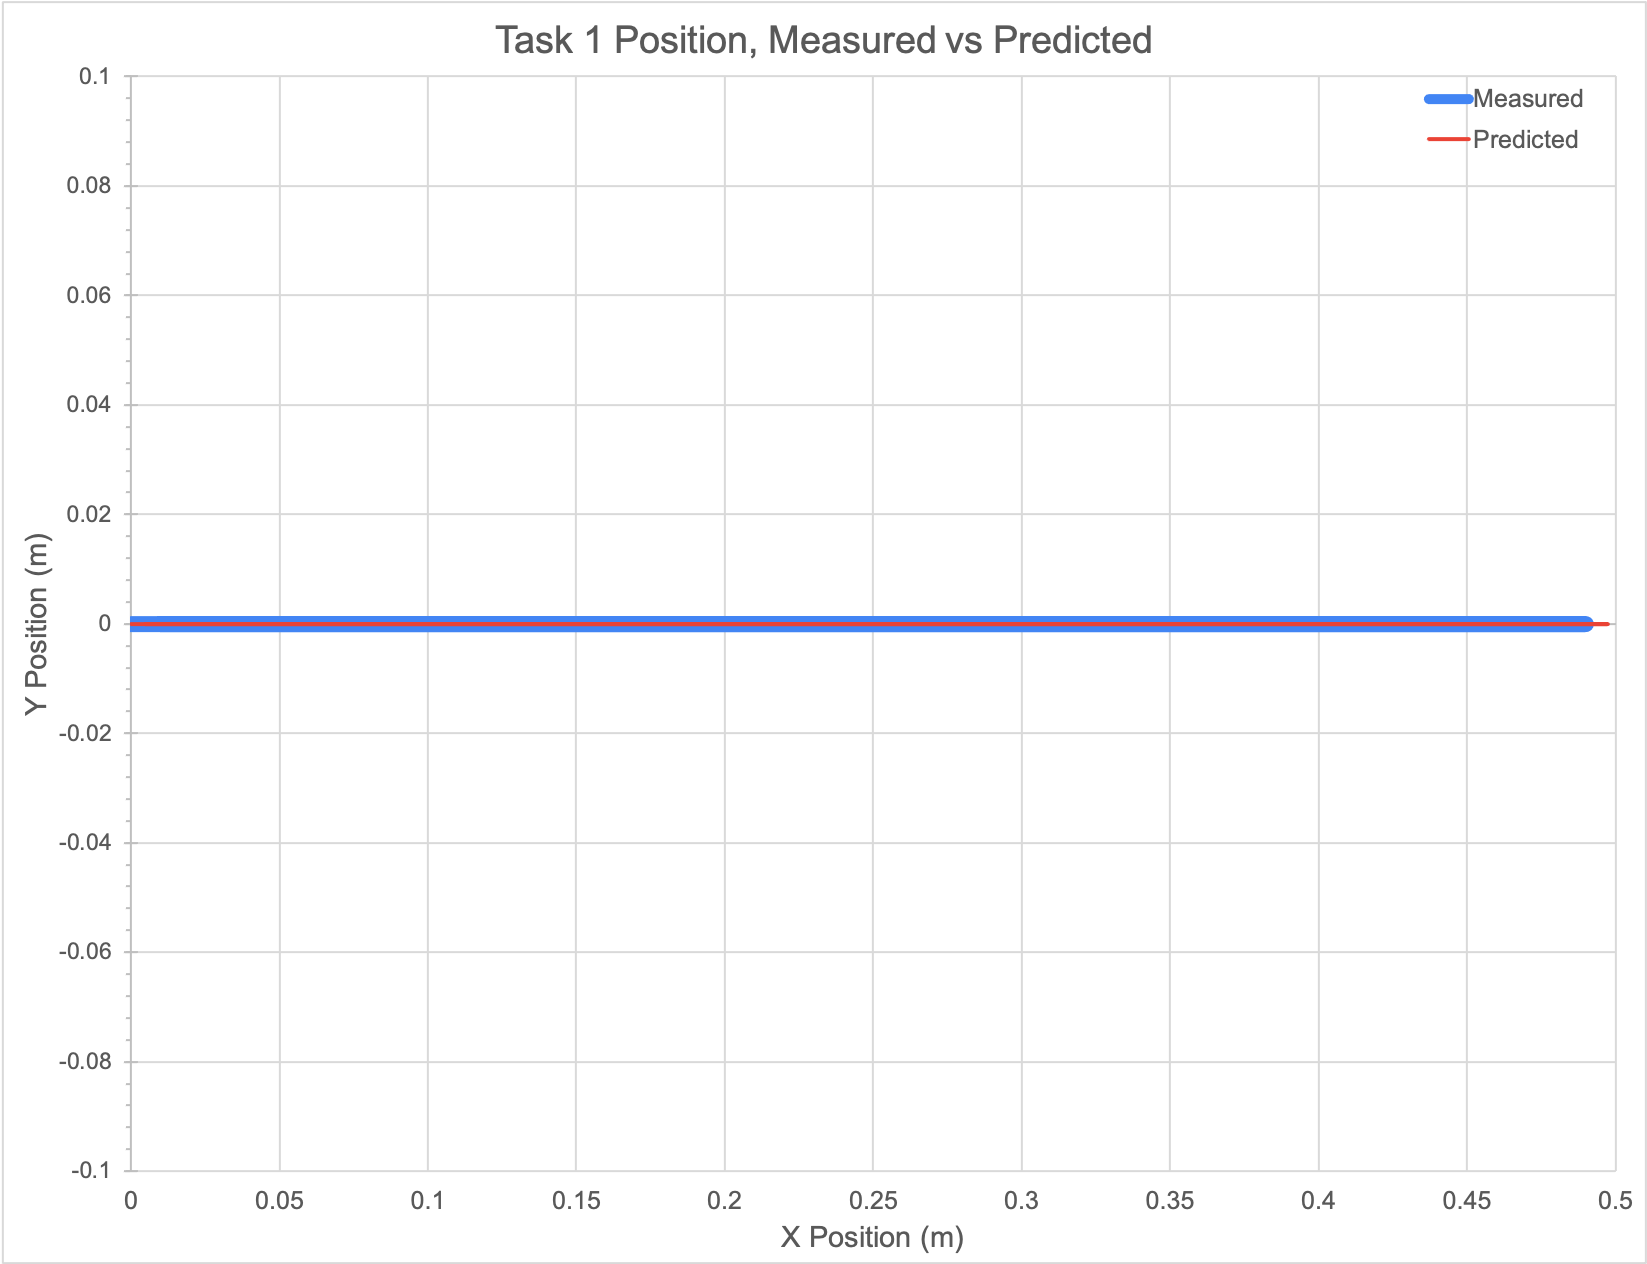 Task 1 Position, Measured vs Predicted
Measured
Predicted
0.1
0.08
0.06
0.04
0.02
0
-0.02
-0.04
-0.06
-0.08
-0.1
Y Position (m)
0 0.05 0.1 0.15 0.2 0.25 0.3 0.35 0.4 0.45 0.5
X Position (m)